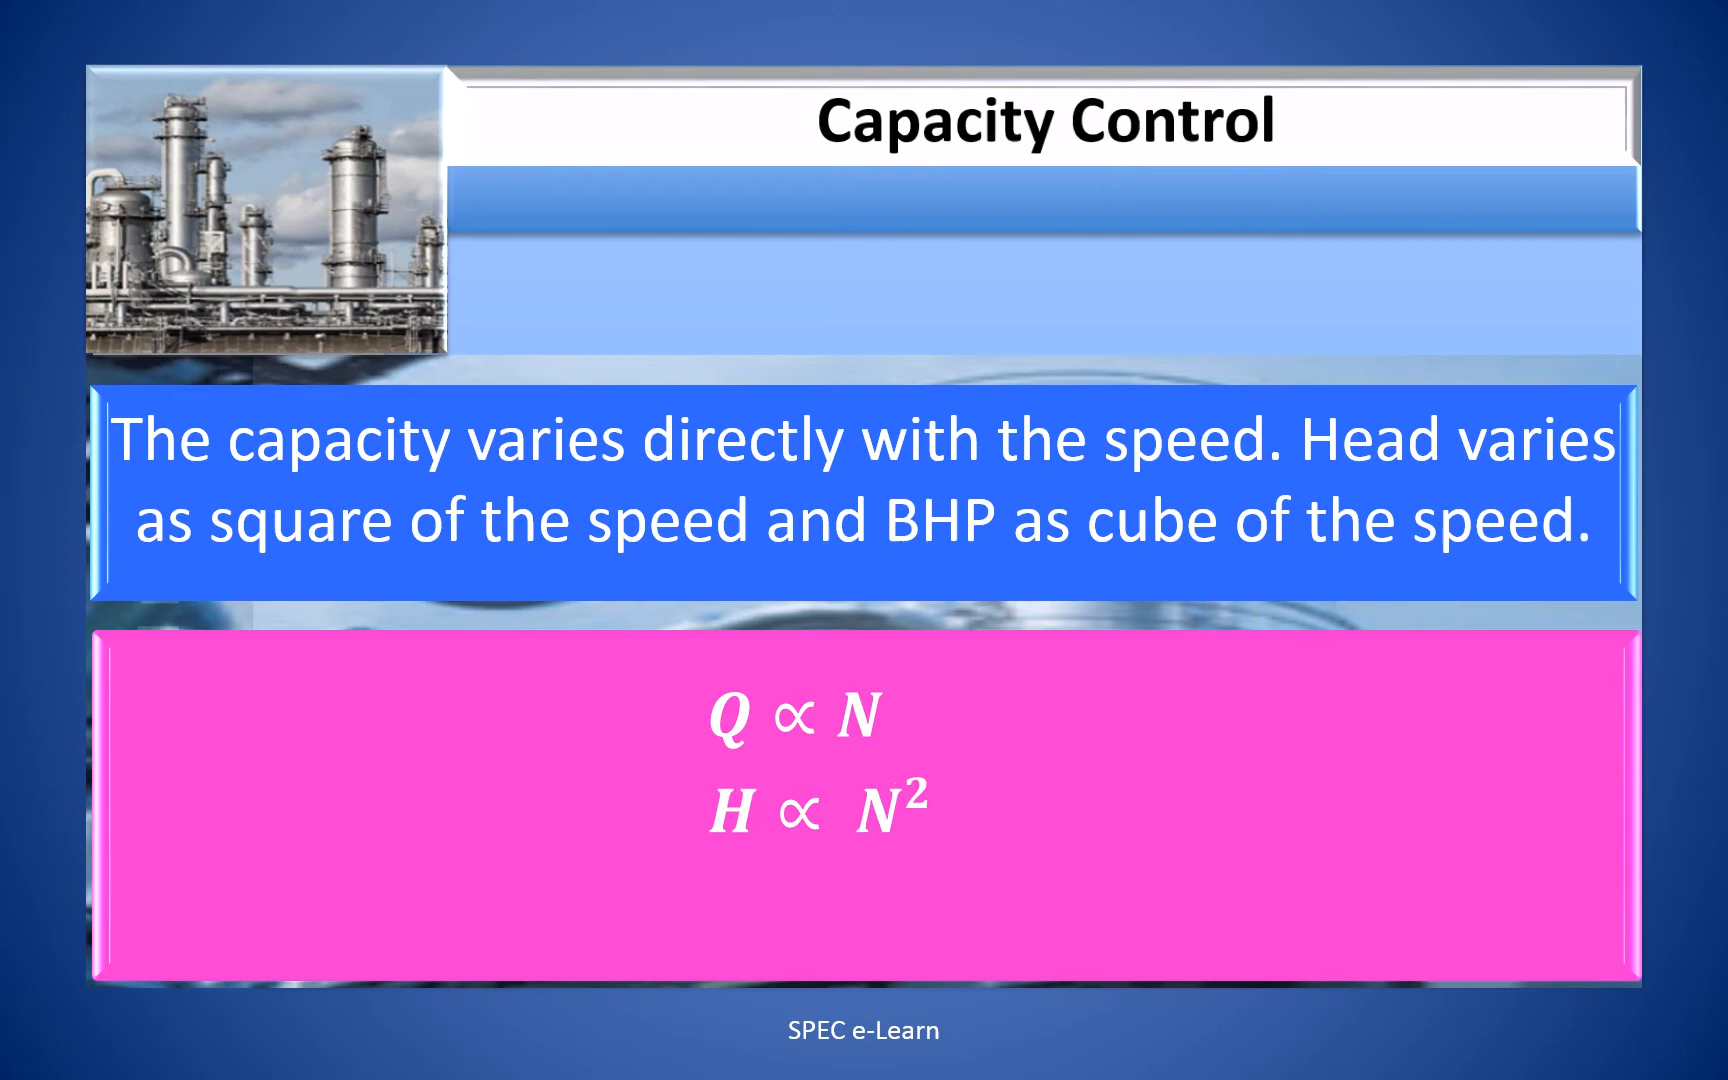 Capacity Control
The capacity varies directly with the speed. Head varies
as square of the speed and BHP as cube of the speed.
Q ∝ N
H ∝ N²
SPEC e-Learn